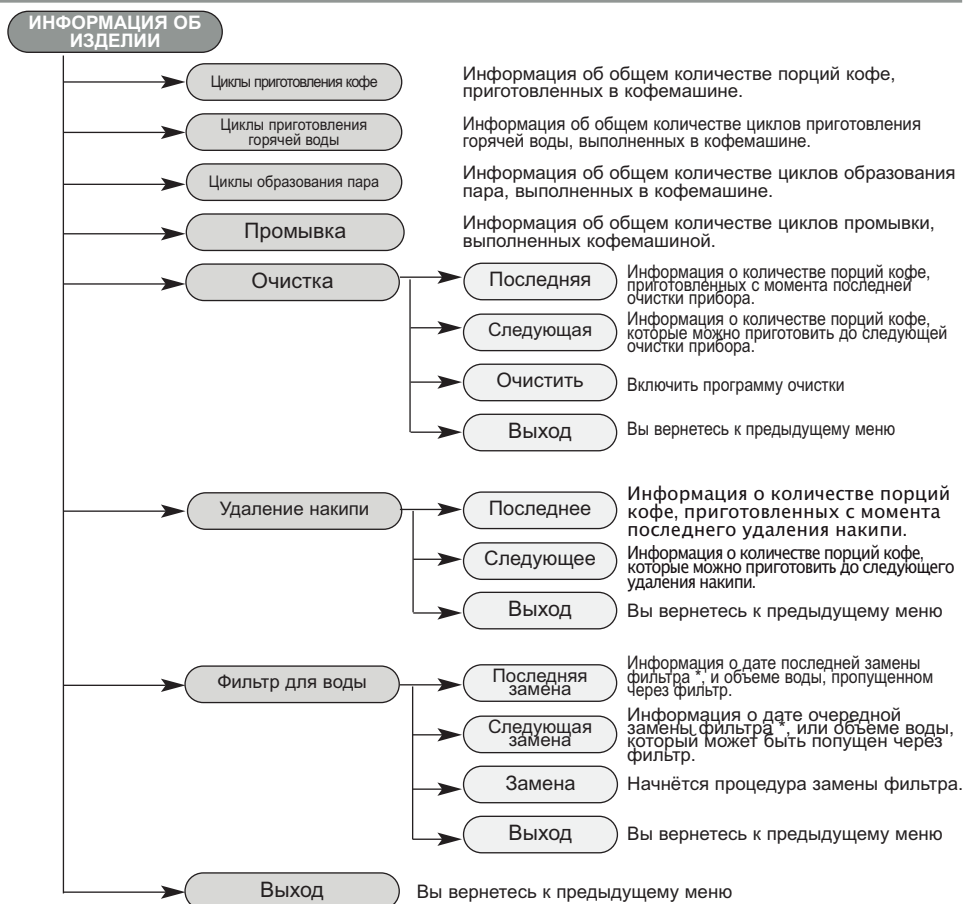 ИНФОРМАЦИЯ ОБ
ИЗДЕЛИИ
Циклы приготовления кофе
Информация об общем количестве порций кофе,
приготовленных в кофемашине.
Циклы приготовления
горячей воды
Информация об общем количестве циклов приготовления
горячей воды, выполненных в кофемашине.
Циклы образования пара
Информация об общем количестве циклов образования
пара, выполненных в кофемашине.
Промывка
Информация об общем количестве циклов промывки,
выполненных кофемашиной.
Очистка
Последняя
Информация о количестве порций кофе,
приготовленных с момента последней
очистки прибора.
Следующая
Информация о количестве порций кофе,
которые можно приготовить до следующей
очистки прибора.
Очистить
Включить программу очистки
Выход
Вы вернетесь к предыдущему меню
Удаление накипи
Последнее
Информация о количестве порций
кофе, приготовленных с момента
последнего удаления накипи.
Следующее
Информация о количестве порций кофе,
которые можно приготовить до следующего
удаления накипи.
Выход
Вы вернетесь к предыдущему меню
Фильтр для воды
Последняя
замена
Информация о дате последней замены
фильтра *, и объеме воды, пропущенном
через фильтр.
Следующая
замена
Информация о дате очередной
замены фильтра *, или объеме воды,
который может быть попущен через
фильтр.
Замена
Начнётся процедура замены фильтра.
Выход
Вы вернетесь к предыдущему меню
Выход
Вы вернетесь к предыдущему меню